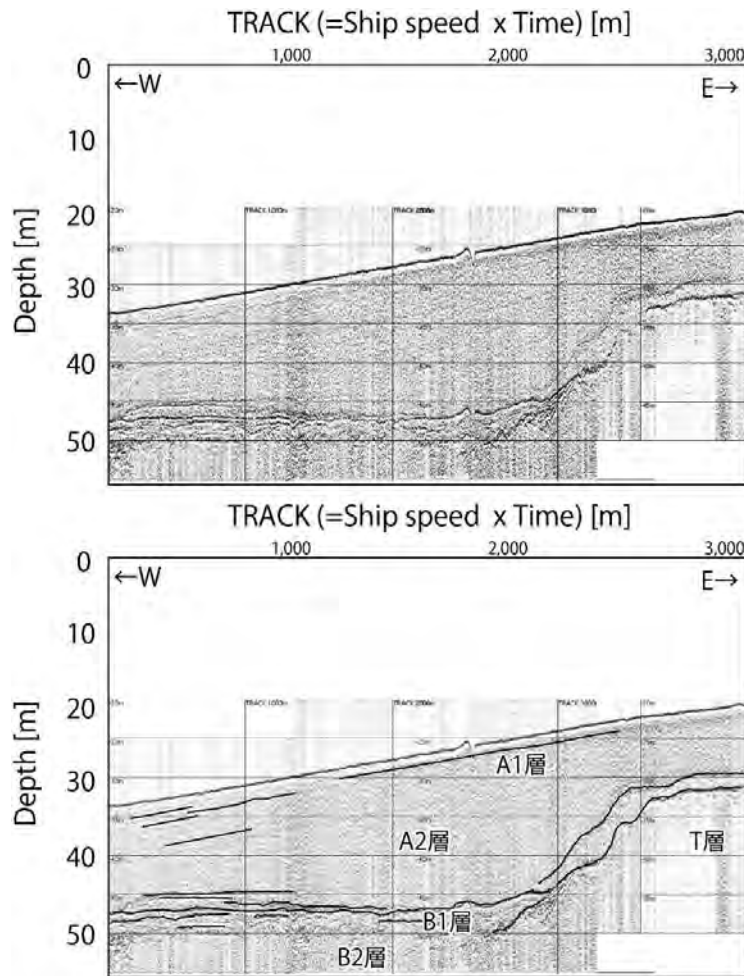 TRACK (=Ship speed x Time) [m]
1,000 2,000 3,000
0
←W E→
10
20
30
40
50
Depth [m]
TRACK (=Ship speed x Time) [m]
1,000 2,000 3,000
0
←W E→
10
20
30
40
50
Depth [m]
A1層
A2層
T層
B1層
B2層